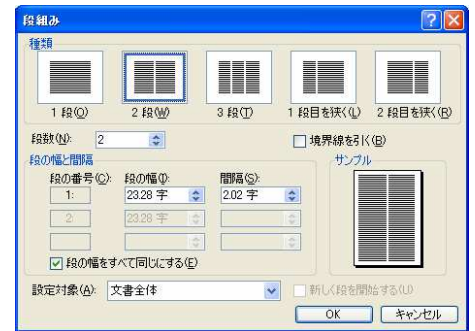 段組み
種類
1 段(O) 2 段(W) 3 段(T) 1 段目を狭く(L) 2 段目を狭く(R)
段数(N): 2 境界線を引く(B)
段の幅と間隔 サンプル
段の番号(C): 段の幅(I): 間隔(S):
1: 23.28 字 2.02 字
2: 23.28 字
段の幅をすべて同じにする(E)
設定対象(A): 文書全体 新しく段を開始する(U)
OK キャンセル